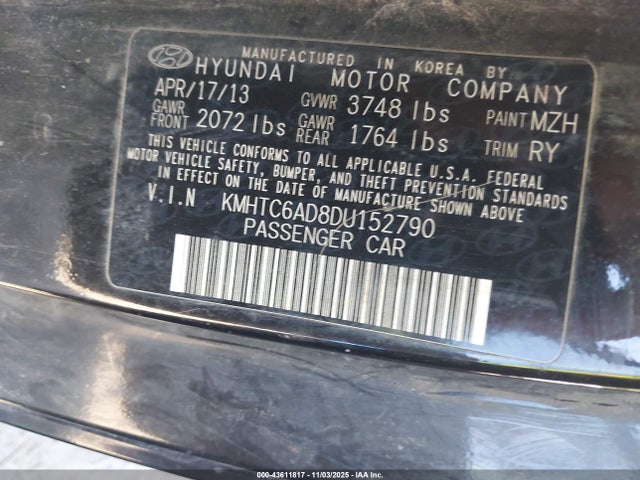 MANUFACTURED IN KOREA BY
HYUNDAI MOTOR COMPANY
APR/17/13 GVWR 3748 lbs PAINT MZH
GAWR FRONT 2072 lbs GAWR REAR 1764 lbs TRIM RY
THIS VEHICLE CONFORMS TO ALL APPLICABLE U.S.A. FEDERAL
MOTOR VEHICLE SAFETY, BUMPER, AND THEFT PREVENTION STANDARDS
IN EFFECT ON THE DATE OF MANUFACTURE SHOWN ABOVE
V.I.N KMHTC6AD8DU152790
PASSENGER CAR
000-43611817 - 11/03/2025 - IAA Inc.